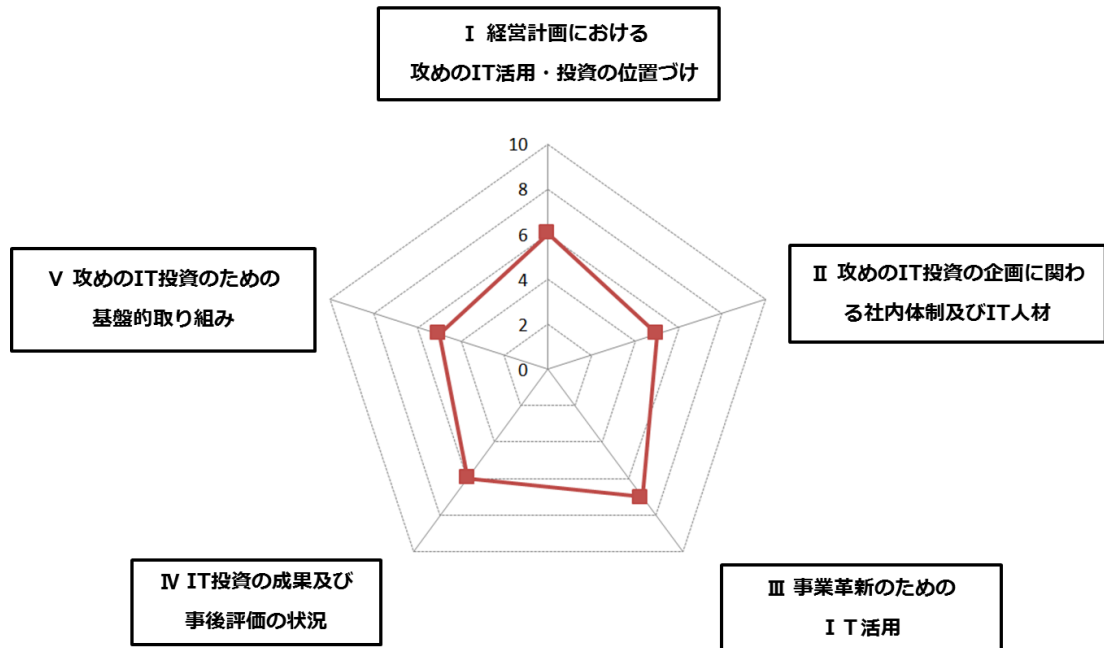 Ⅰ 経営計画における
攻めのIT活用・投資の位置づけ
10
8
6
4
2
0
Ⅱ 攻めのIT投資の企画に関わ
る社内体制及びIT人材
Ⅴ 攻めのIT投資のための
基盤的取り組み
Ⅳ IT投資の成果及び
事後評価の状況
Ⅲ 事業革新のための
ＩＴ活用